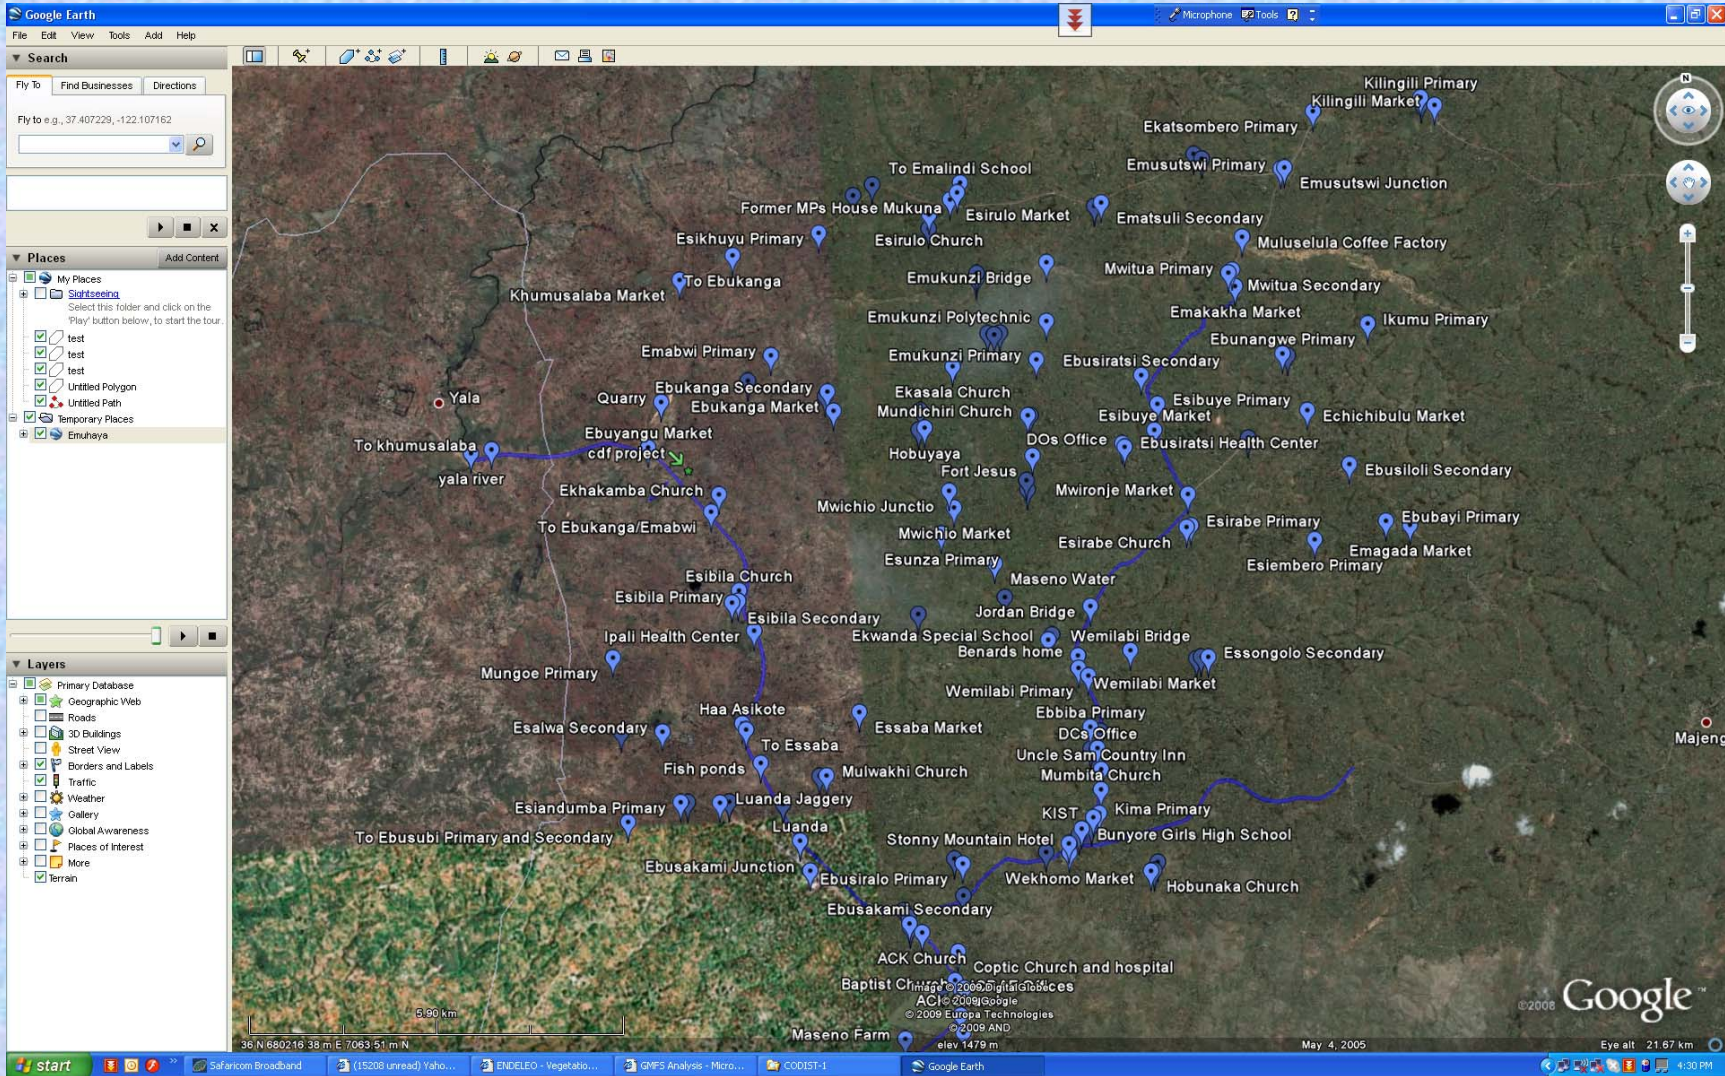 Google Earth
Microphone Tools
File Edit View Tools Add Help
Search
Fly To Find Businesses Directions
Fly to e.g., 37.407229, -122.107162
Places Add Content
My Places
Sightseeing
Select this folder and click on the
'Play' button below, to start the tour.
test
test
test
Untitled Polygon
Untitled Path
Temporary Places
Emuhaya
Layers
Primary Database
Geographic Web
Roads
3D Buildings
Street View
Borders and Labels
Traffic
Weather
Gallery
Global Awareness
Places of Interest
More
Terrain
N
Kilingili Primary
Kilingili Market
Ekatsombero Primary
Emusutswi Primary
To Emalindi School
Emusutswi Junction
Former MPs House Mukuna
Esirulo Market
Ematsuli Secondary
Esikhuyu Primary
Esirulo Church
Muluselula Coffee Factory
Mwitua Primary
Emukunzi Bridge
To Ebukanga
Mwitua Secondary
Khumusalaba Market
Emakakha Market
Emukunzi Polytechnic
Ikumu Primary
Ebunangwe Primary
Emabwi Primary
Emukunzi Primary
Ebusiratsi Secondary
Ebukanga Secondary
Ekasala Church
Yala
Quarry
Ebukanga Market
Mundichiri Church
Esibuye Primary
Esibuye Market
Echichibulu Market
Ebuyangu Market
DOs Office
Ebusiratsi Health Center
To khumusalaba
cdf project
Hobuyaya
Fort Jesus
Ebusiloli Secondary
yala river
Ekhakamba Church
Mwironje Market
Mwichio Junctio
Ebubayi Primary
Esirabe Primary
To Ebukanga/Emabwi
Mwichio Market
Esirabe Church
Emagada Market
Esunza Primary
Esiembero Primary
Esibila Church
Maseno Water
Esibila Primary
Jordan Bridge
Esibila Secondary
Ipali Health Center
Ekwanda Special School
Wemilabi Bridge
Benards home
Essongolo Secondary
Mungoe Primary
Wemilabi Market
Wemilabi Primary
Haa Asikote
Ebbiba Primary
Esalwa Secondary
Essaba Market
DCs Office
Majeng
To Essaba
Uncle Sam Country Inn
Fish ponds
Mulwakhi Church
Mumbita Church
Luanda Jaggery
Esiandumba Primary
KIST
Kima Primary
Luanda
To Ebusubi Primary and Secondary
Stonny Mountain Hotel
Bunyore Girls High School
Ebusakami Junction
Ebusiralo Primary
Wekhomo Market
Hobunaka Church
Ebusakami Secondary
ACK Church
Coptic Church and hospital
Image © 2009 DigitalGlobe
© 2009 Google
© 2009 Europa Technologies
© 2009 AND
©2008 Google™
5.90 km
Maseno Farm
36 N 680216.38 m E 7063.51 m N
elev 1479 m
May 4, 2005
Eye alt 21.67 km
start
Safaricom Broadband
(15208 unread) Yaho...
ENDELEO - Vegetatio...
GMFS Analysis - Micro...
CODIST-1
Google Earth
4:30 PM